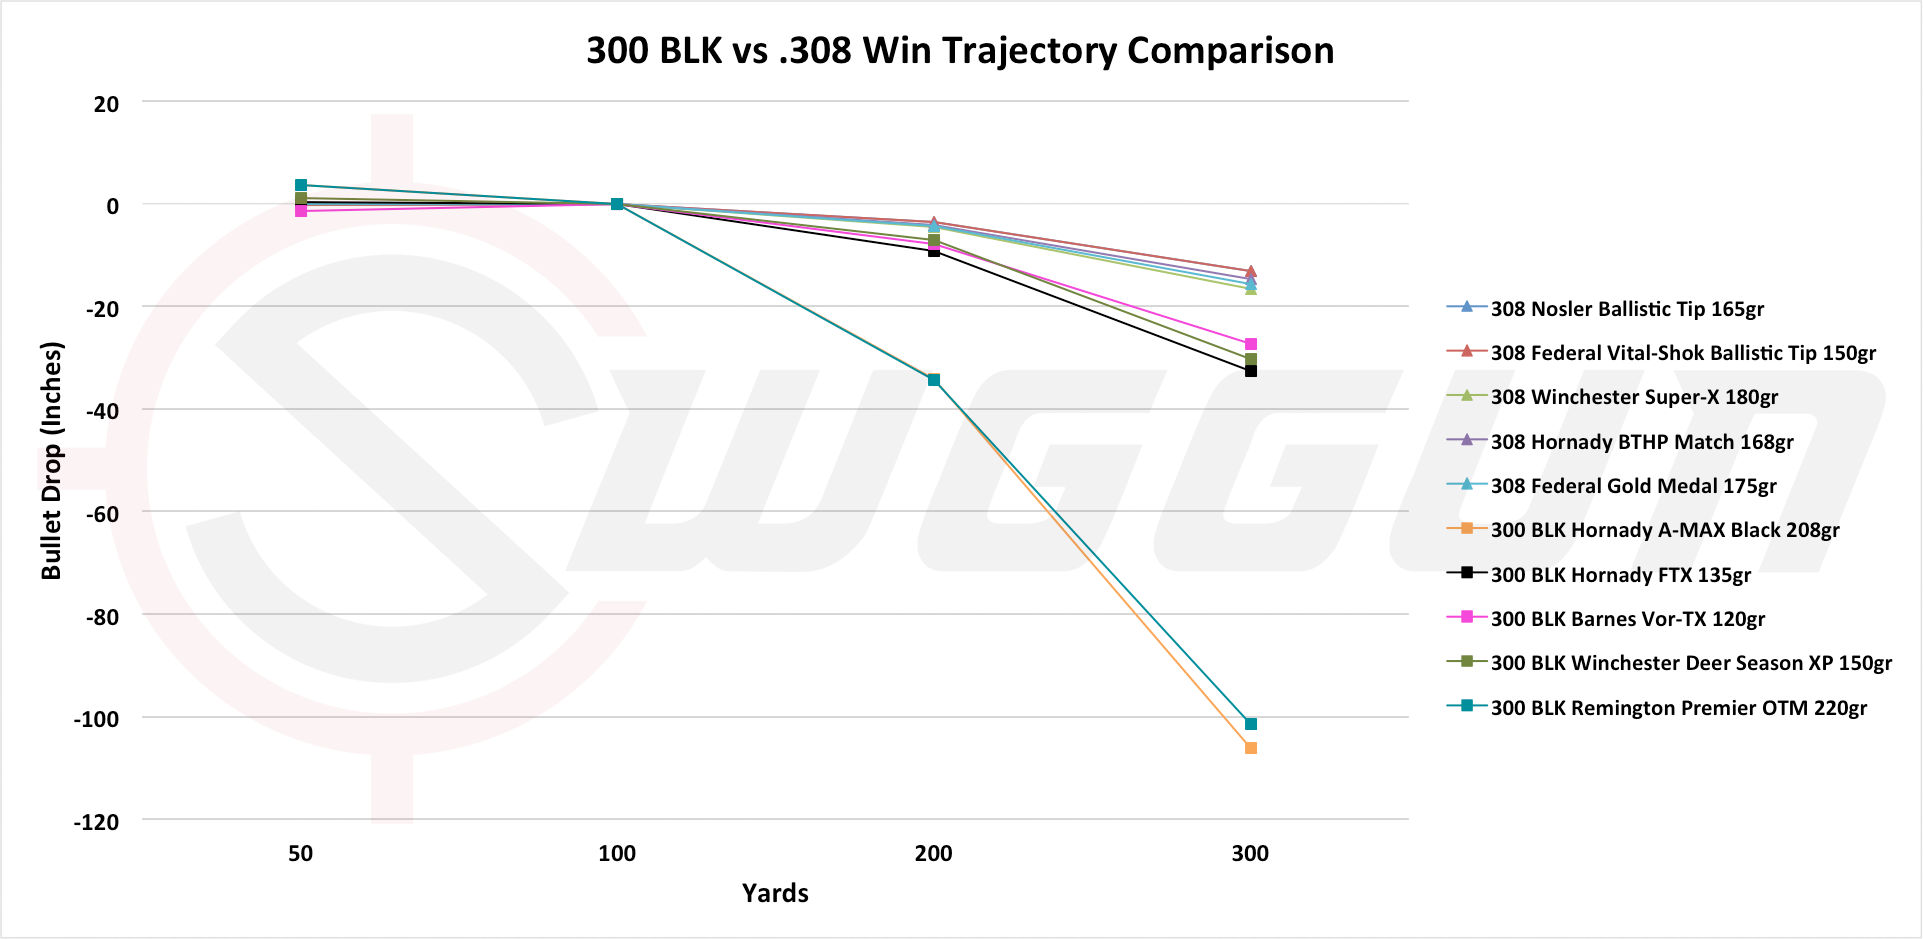 300 BLK vs .308 Win Trajectory Comparison
20
0
-20
-40
-60
-80
-100
-120
Bullet Drop (Inches)
50 100 200 300
Yards
308 Nosler Ballistic Tip 165gr
308 Federal Vital-Shok Ballistic Tip 150gr
308 Winchester Super-X 180gr
308 Hornady BTHP Match 168gr
308 Federal Gold Medal 175gr
300 BLK Hornady A-MAX Black 208gr
300 BLK Hornady FTX 135gr
300 BLK Barnes Vor-TX 120gr
300 BLK Winchester Deer Season XP 150gr
300 BLK Remington Premier OTM 220gr
SWGGUN